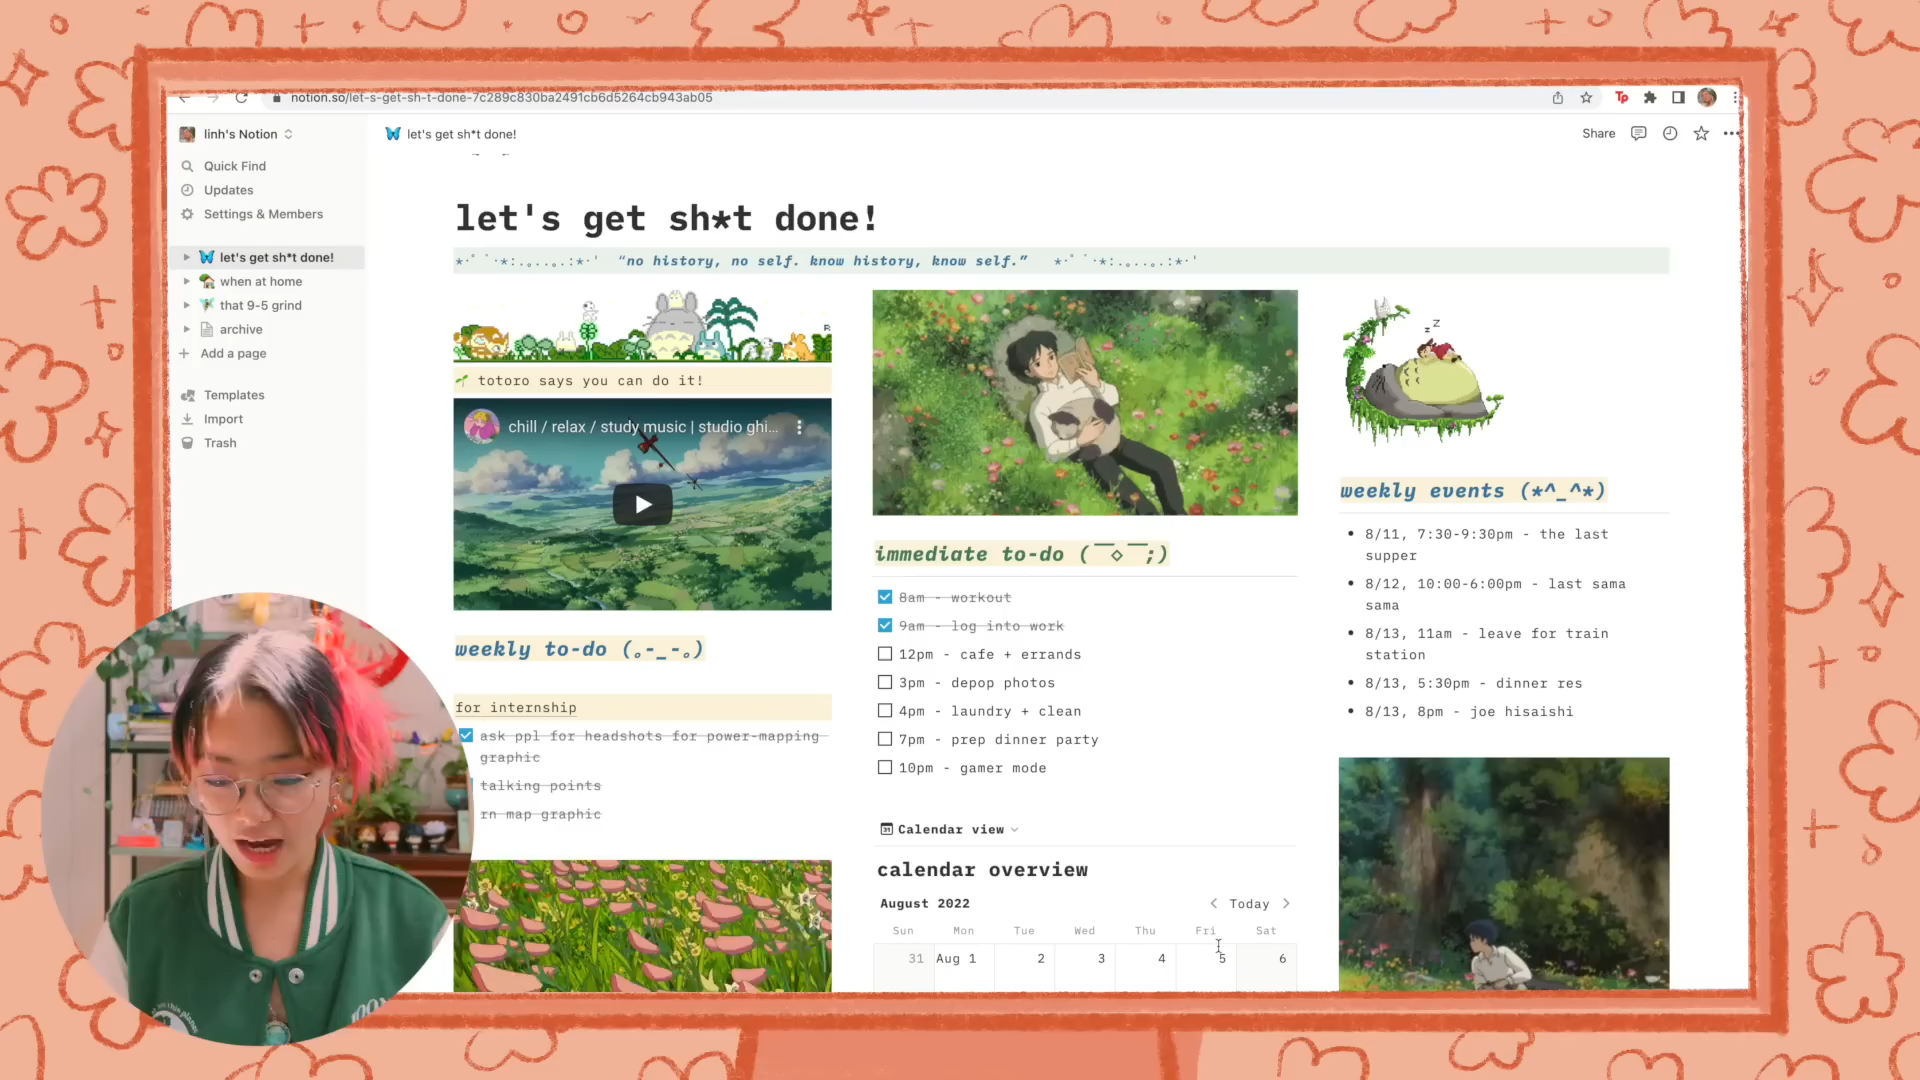 notion.so/let-s-get-sh-t-done-7c289c830ba2491cb6d5264cb943ab05
Tp
linh's Notion
let's get sh*t done!
Share
Quick Find
Updates
Settings & Members
let's get sh*t done!
when at home
that 9-5 grind
archive
Add a page
Templates
Import
Trash
let's get sh*t done!
“no history, no self. know history, know self.”
totoro says you can do it!
chill / relax / study music | studio ghi...
weekly to-do (｡-_-｡)
for internship
ask ppl for headshots for power-mapping
graphic
talking points
rn map graphic
immediate to-do (￣◇￣;)
8am - workout
9am - log into work
12pm - cafe + errands
3pm - depop photos
4pm - laundry + clean
7pm - prep dinner party
10pm - gamer mode
Calendar view
calendar overview
August 2022
Today
Sun Mon Tue Wed Thu Fri Sat
31 Aug 1 2 3 4 5 6
zz
weekly events (*^_^*)
8/11, 7:30-9:30pm - the last
supper
8/12, 10:00-6:00pm - last sama
sama
8/13, 11am - leave for train
station
8/13, 5:30pm - dinner res
8/13, 8pm - joe hisaishi